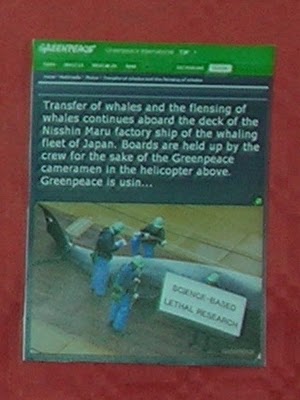 GREENPEACE Greenpeace International
Transfer of whales and the flensing of
whales continues aboard the deck of the
Nisshin Maru factory ship of the whaling
fleet of Japan. Boards are held up by the
crew for the sake of the Greenpeace
cameramen in the helicopter above.
Greenpeace is usin...
SCIENCE-BASED
LETHAL RESEARCH